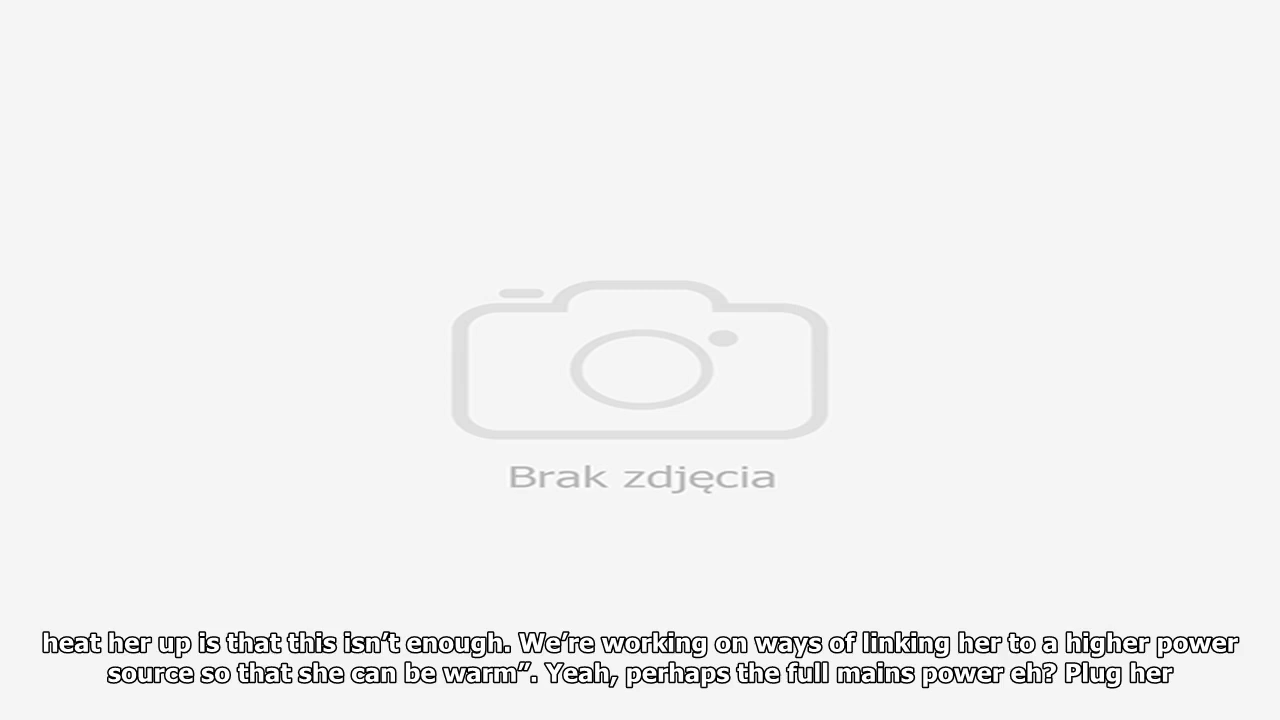 Brak zdjęcia
heat her up is that this isn’t enough. We’re working on ways of linking her to a higher power
source so that she can be warm”. Yeah, perhaps the full mains power eh? Plug her